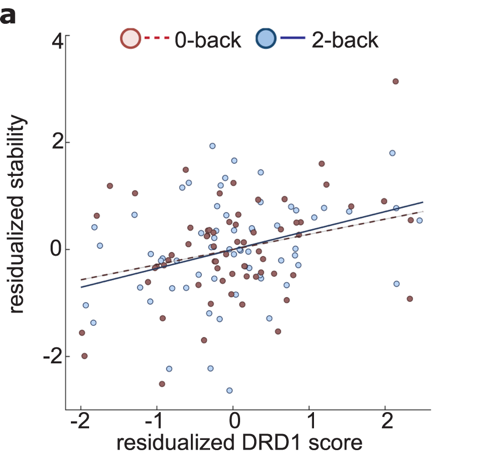 a
0-back 2-back
4
2
0
-2
residualized stability
-2 -1 0 1 2
residualized DRD1 score